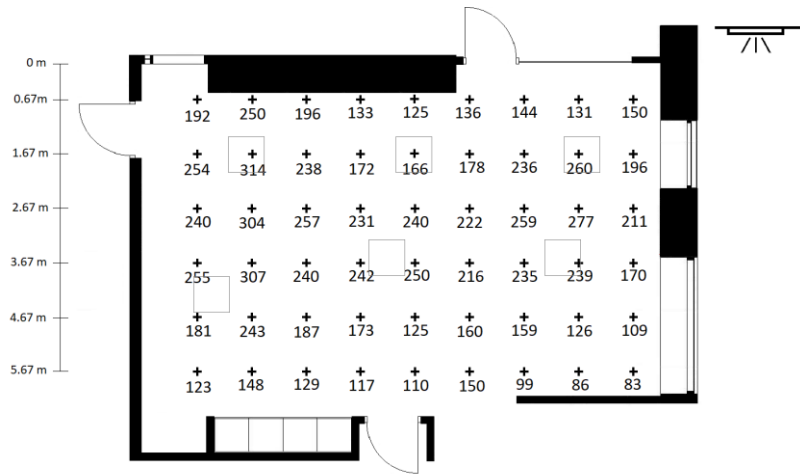 0 m
0.67m
192 250 196 133 125 136 144 131 150
1.67 m
254 314 238 172 166 178 236 260 196
2.67 m
240 304 257 231 240 222 259 277 211
3.67 m
255 307 240 242 250 216 235 239 170
4.67 m
181 243 187 173 125 160 159 126 109
5.67 m
123 148 129 117 110 150 99 86 83